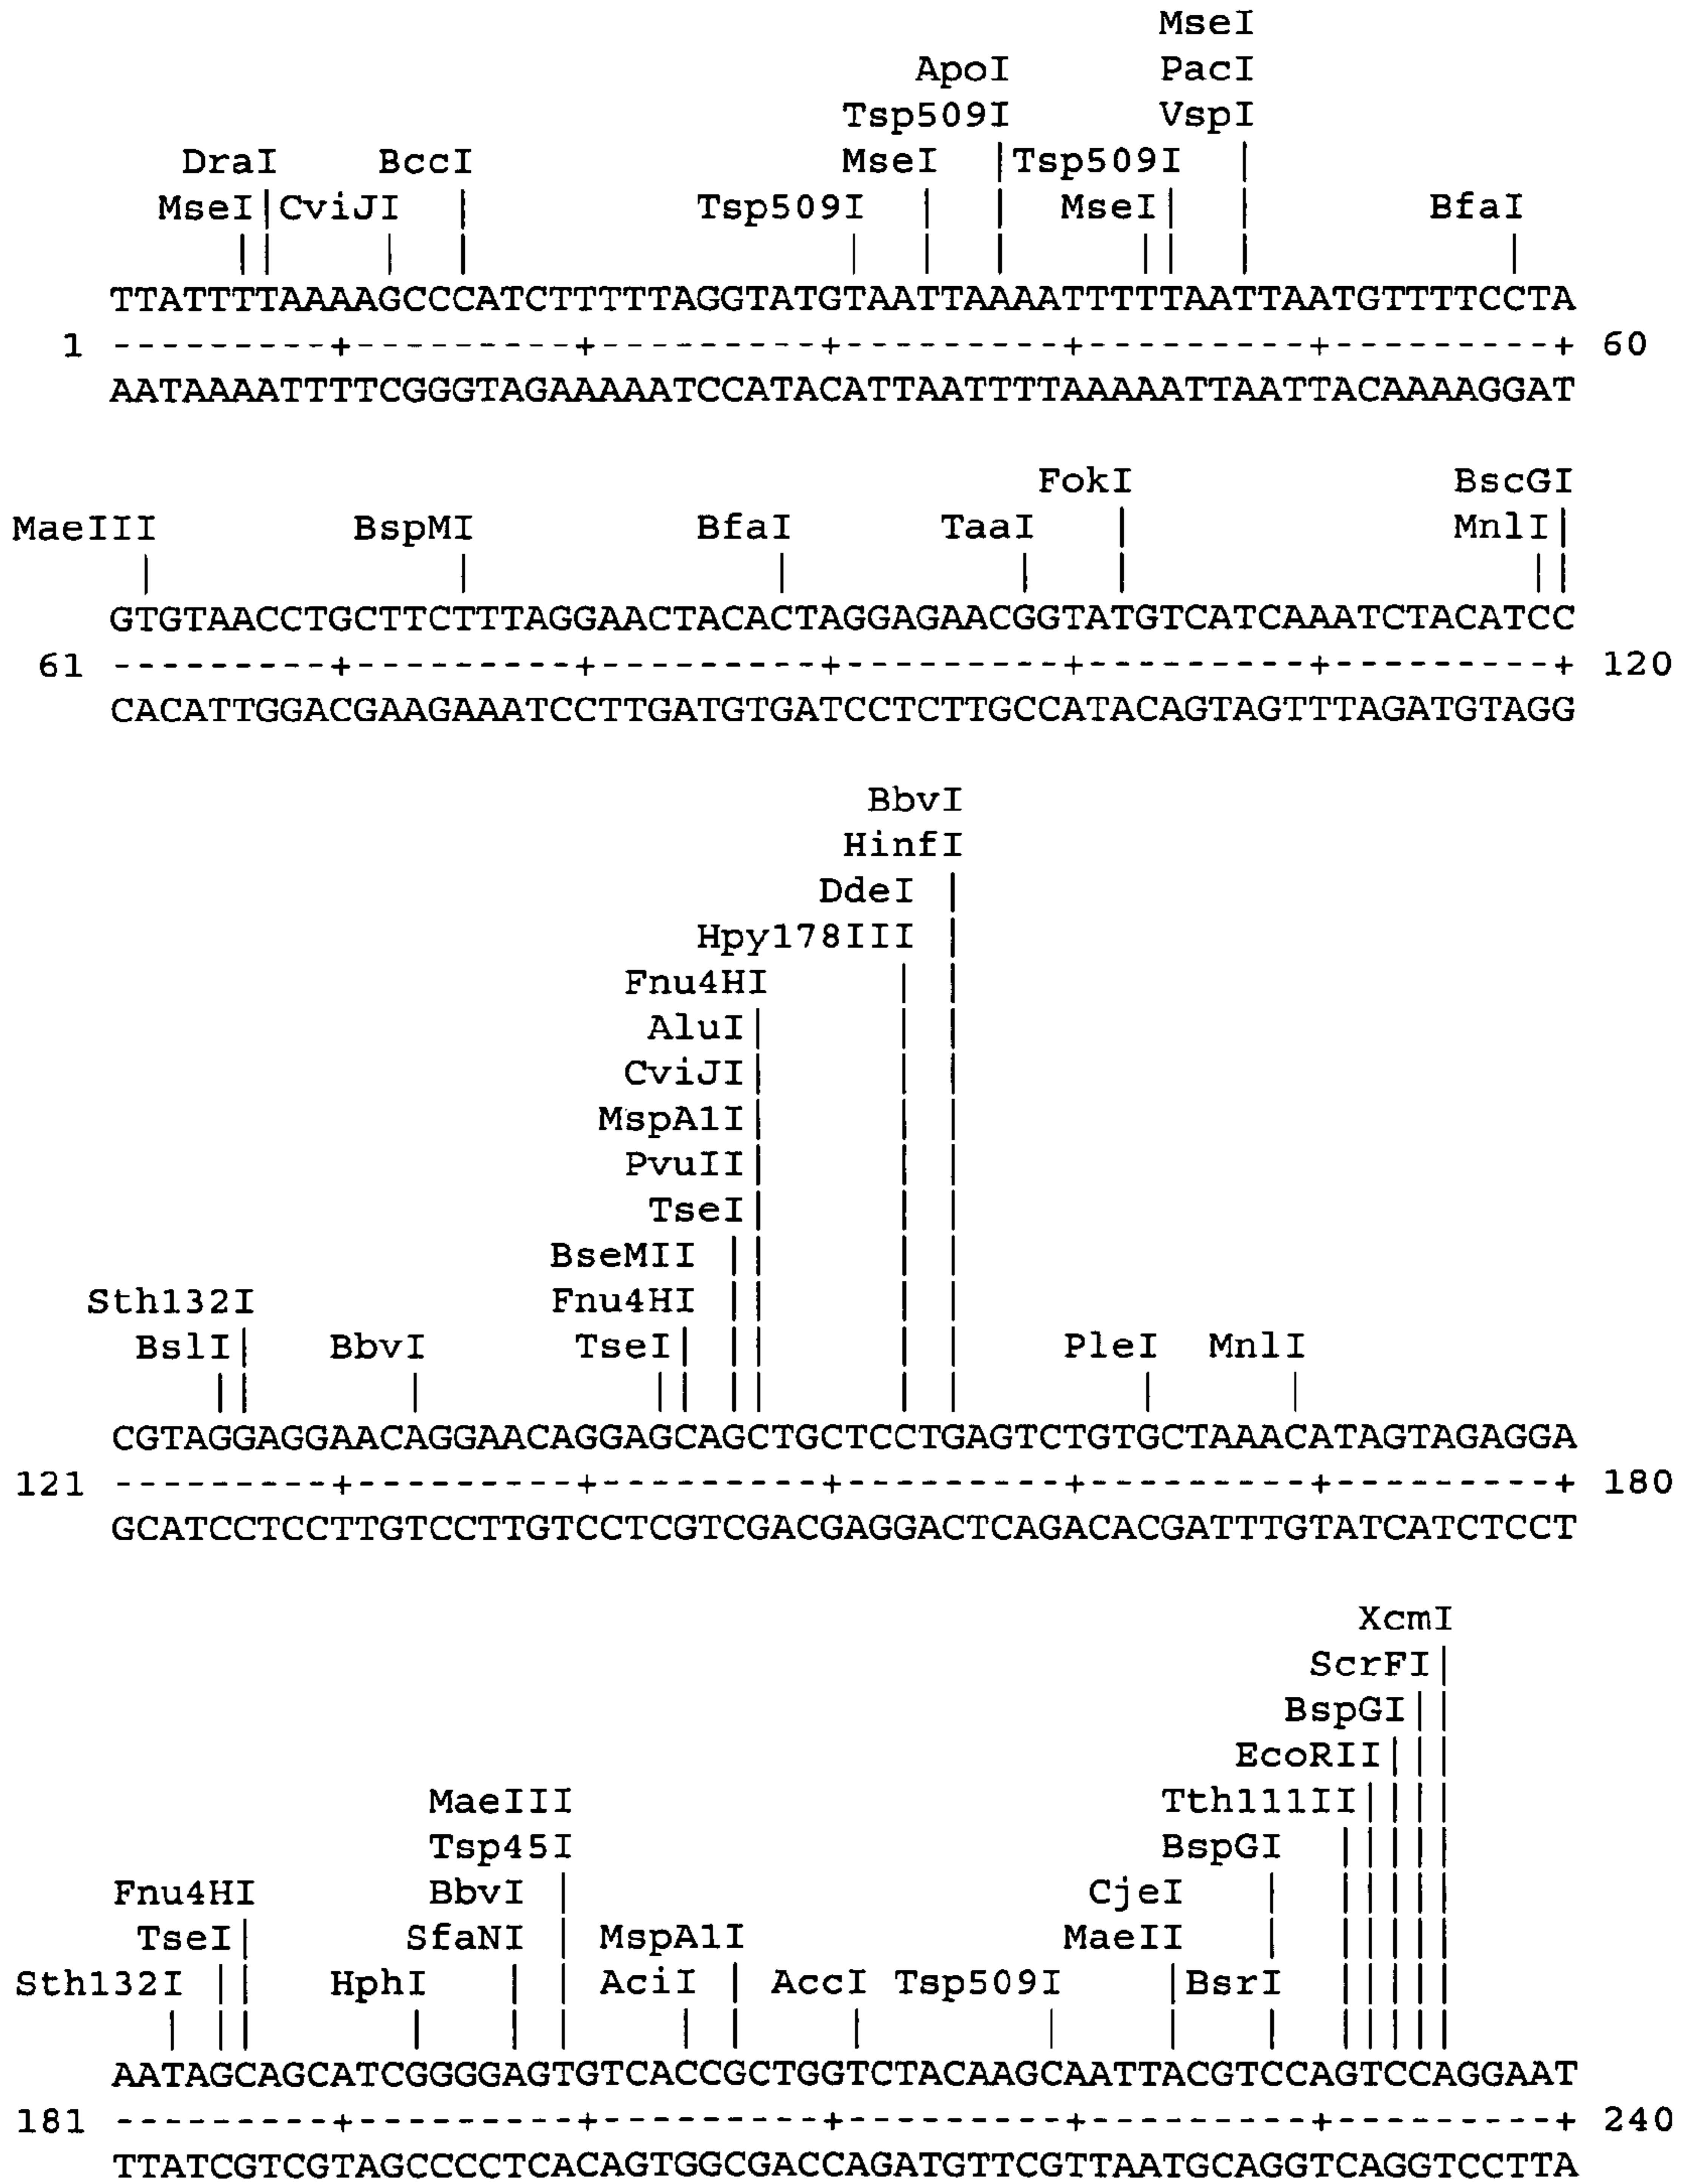 MseI
ApoI PacI
Tsp509I VspI
DraI BccI MseI Tsp509I
MseI CviJI Tsp509I MseI BfaI
TTATTTTAAAAGCCCATCTTTTTTAGGTATGTAATTAAAATTTTTAATTAATGTTTTCCTA
1 ---------+---------+---------+---------+---------+---------+ 60
AATAAAATTTTCGGGTAGAAAAAATCCATACATTAATTTTAAAAATTAATTACAAAAGGAT
FokI BscGI
MaeIII BspMI BfaI TaaI MnlI
GTGTAACCTGCTTCTTTAGGAACTACACTAGGAGAACGGTATGTCATCAAATCTACATCC
61 ---------+---------+---------+---------+---------+---------+ 120
CACATTGGACGAAGAAATCCTTGATGTGATCCTCTTGCCATACAGTAGTTTAGATGTAGG
BbvI
HinfI
DdeI
Hpy178III
Fnu4HI
AluI
CviJI
MspA1I
PvuII
TseI
BseMII
Sth132I Fnu4HI
BslI BbvI TseI PleI MnlI
CGTAGGAGGAACAGGAACAGGAGCAGCTGCTCCTGAGTCTGTGCTAAACATAGTAGAGGA
121 ---------+---------+---------+---------+---------+---------+ 180
GCATCCTCCTTGTCCTTGTCCTCGTCGACGAGGACTCAGACACGATTTGTATCATCTCCT
XcmI
ScrFI
BspGI
EcoRII
MaeIII Tth111II
Tsp45I BspGI
Fnu4HI BbvI CjeI
TseI SfaNI MspA1I MaeII
Sth132I HphI AciI AccI Tsp509I BsrI
AATAGCAGCATCGGGGAGTGTCACCGCTGGTCTACAAGCAATTACGTCCAGTCCAGGAAT
181 ---------+---------+---------+---------+---------+---------+ 240
TTATCGTCGTAGCCCCTCACAGTGGCGACCAGATGTTCGTTAATGCAGGTCAGGTCCTTA